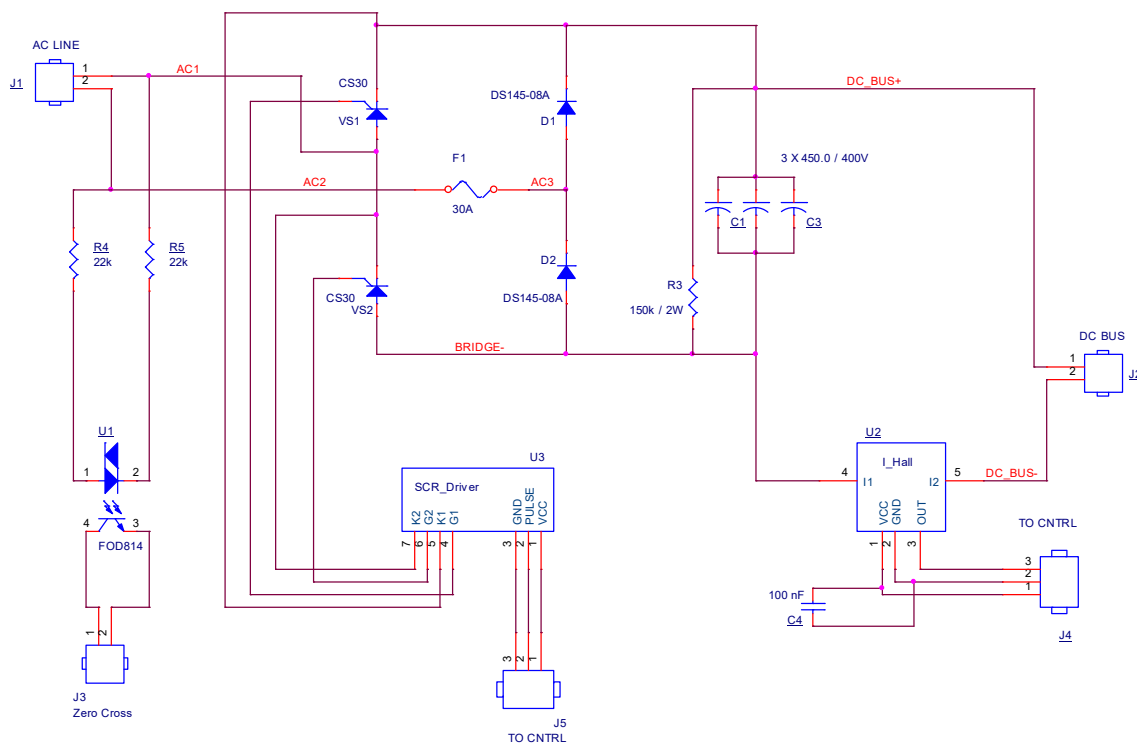 AC LINE
J1
1
2
AC1
CS30
VS1
DS145-08A
D1
DC_BUS+
3 X 450.0 / 400V
C1
C3
F1
AC2
AC3
30A
R4
22k
R5
22k
D2
CS30
VS2
DS145-08A
R3
150k / 2W
BRIDGE-
DC BUS
1
2
U1
1
2
4
3
FOD814
U3
SCR_Driver
K2
G2
K1
G1
GND
PULSE
VCC
7
6
5
4
3
2
1
U2
I_Hall
4
I1
I2
5
DC_BUS-
VCC
GND
OUT
1
2
3
TO CNTRL
3
2
1
J4
100 nF
C4
1
2
J3
Zero Cross
3
2
1
J5
TO CNTRL